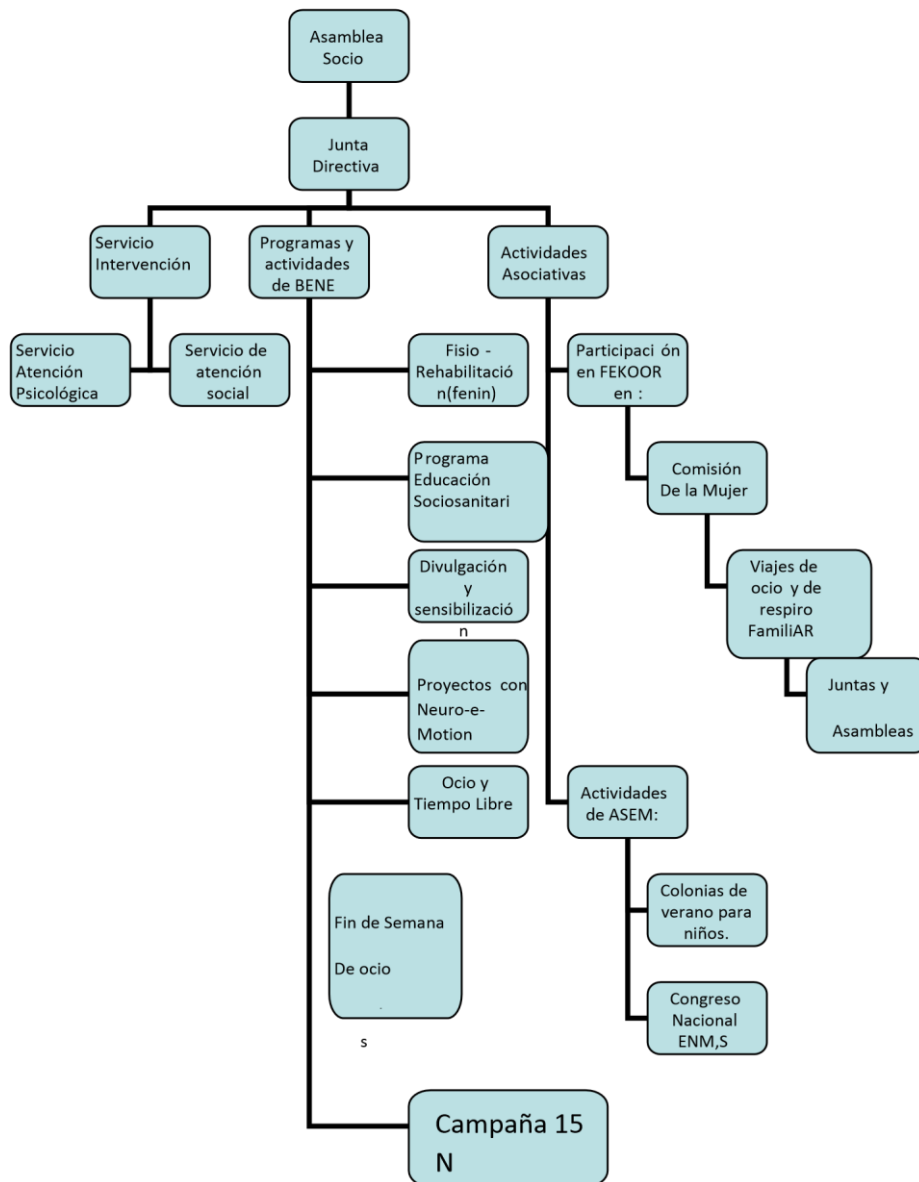 Asamblea
Socio
Junta
Directiva
Servicio
Intervención
Programas y
actividades
de BENE
Actividades
Asociativas
Servicio
Atención
Psicológica
Servicio de
atención
social
Fisio -
Rehabilitació
n(fenin)
Participaci ón
en FEKOOR
en :
Programa
Educación
Sociosanitari
Comisión
De la Mujer
Divulgación
y
sensibilizació
n
Viajes de
ocio y de
respiro
FamiliAR
Proyectos con
Neuro-e-
Motion
Juntas y
Asambleas
Ocio y
Tiempo Libre
Actividades
de ASEM:
Fin de Semana
De ocio
.
s
Colonias de
verano para
niños.
Congreso
Nacional
ENM,S
Campaña 15
N